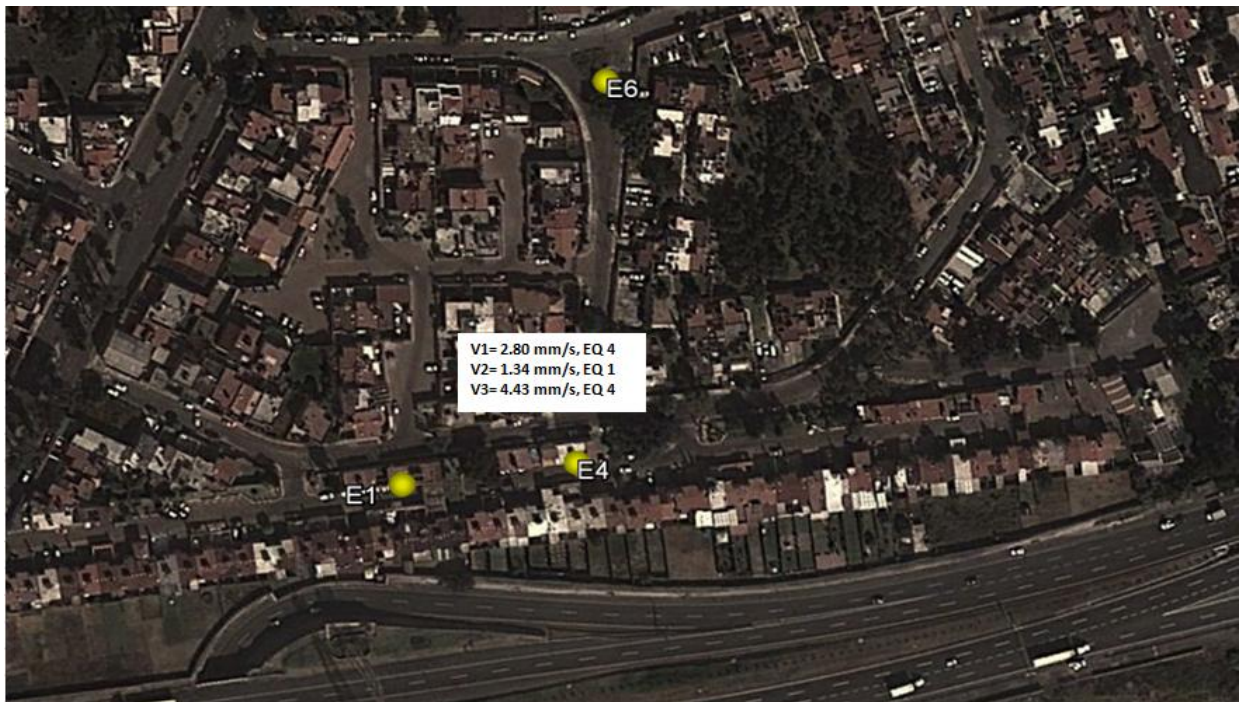 E6
V1= 2.80 mm/s, EQ 4
V2= 1.34 mm/s, EQ 1
V3= 4.43 mm/s, EQ 4
E4
E1